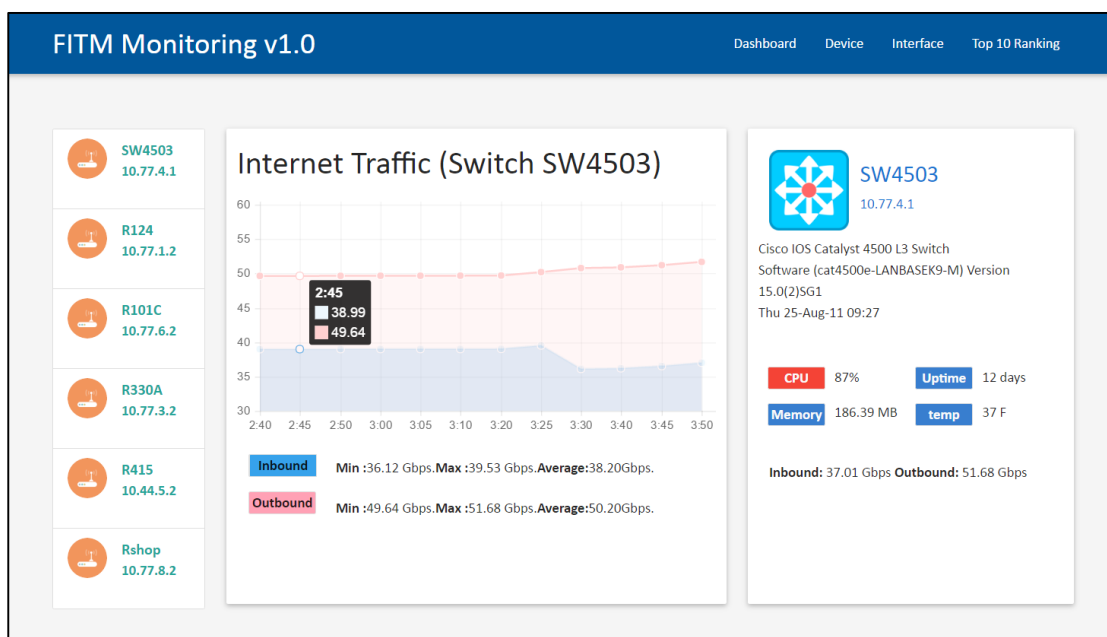 FITM Monitoring v1.0
Dashboard Device Interface Top 10 Ranking
SW4503
10.77.4.1
R124
10.77.1.2
R101C
10.77.6.2
R330A
10.77.3.2
R415
10.44.5.2
Rshop
10.77.8.2
Internet Traffic (Switch SW4503)
60
55
50
45
40
35
30
2:45
38.99
49.64
2:40 2:45 2:50 3:00 3:05 3:10 3:20 3:25 3:30 3:40 3:45 3:50
Inbound Min :36.12 Gbps.Max :39.53 Gbps.Average:38.20Gbps.
Outbound Min :49.64 Gbps.Max :51.68 Gbps.Average:50.20Gbps.
SW4503
10.77.4.1
Cisco IOS Catalyst 4500 L3 Switch
Software (cat4500e-LANBASEK9-M) Version
15.0(2)SG1
Thu 25-Aug-11 09:27
CPU 87% Uptime 12 days
Memory 186.39 MB temp 37 F
Inbound: 37.01 Gbps Outbound: 51.68 Gbps